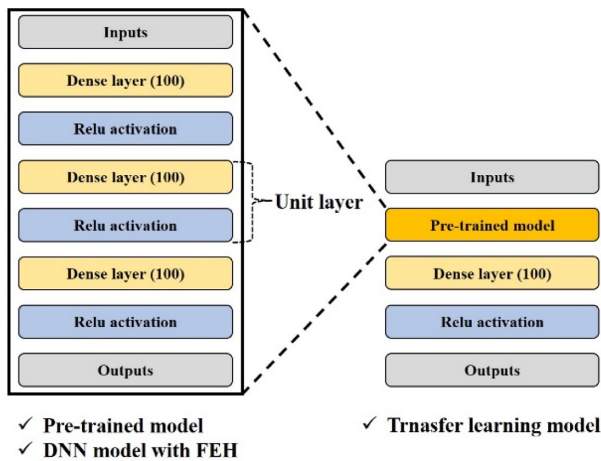 Inputs
Dense layer (100)
Relu activation
Dense layer (100)
Relu activation
Unit layer
Dense layer (100)
Relu activation
Outputs
✓ Pre-trained model
✓ DNN model with FEH
Inputs
Pre-trained model
Dense layer (100)
Relu activation
Outputs
✓ Trnasfer learning model